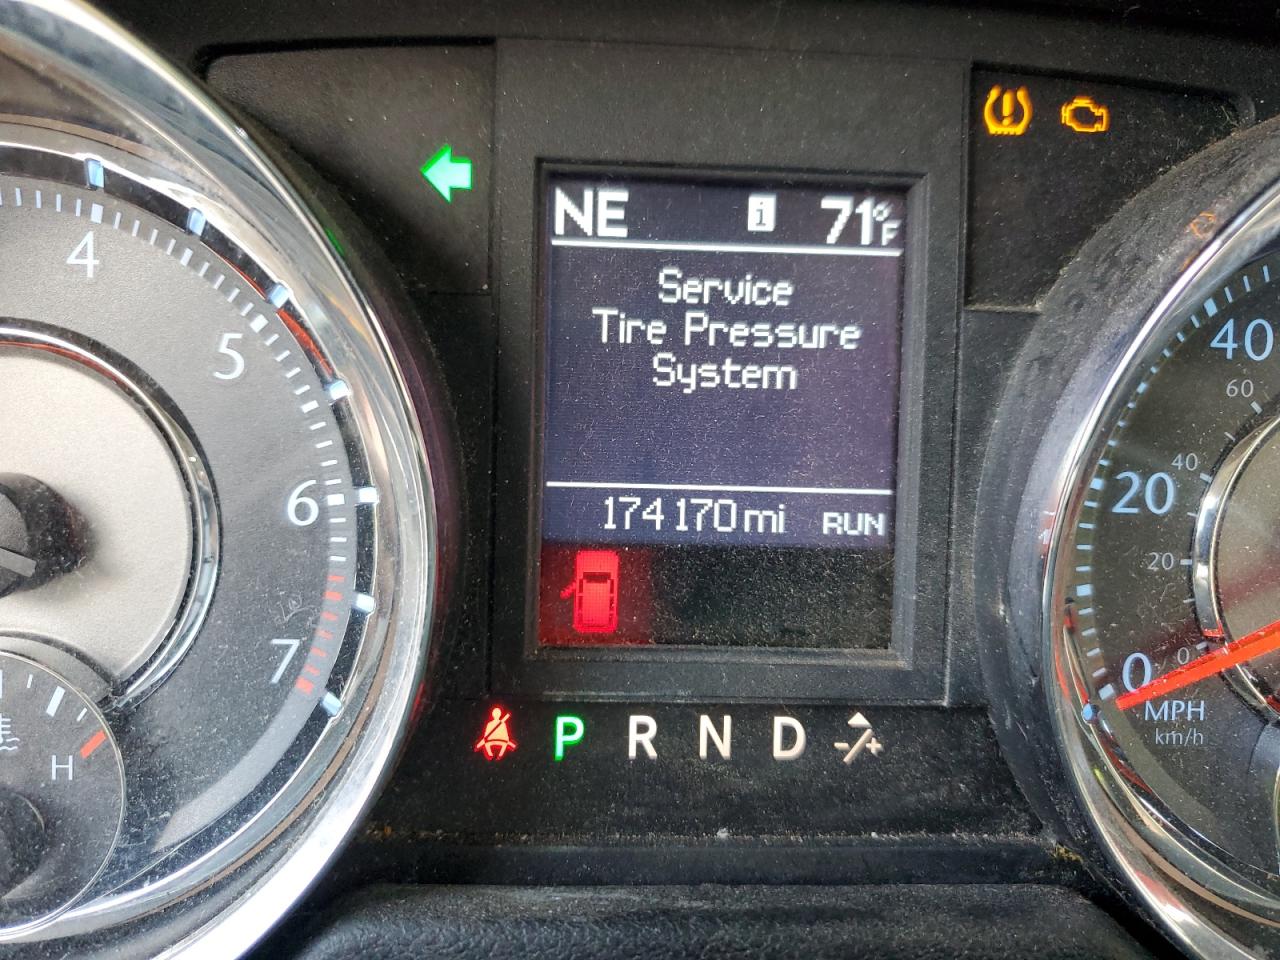 NE i 71°F
Service
Tire Pressure
System
174170mi RUN
P R N D -/+
4
5
6
7
H
40
60
40
20
20
0 0
MPH
km/h